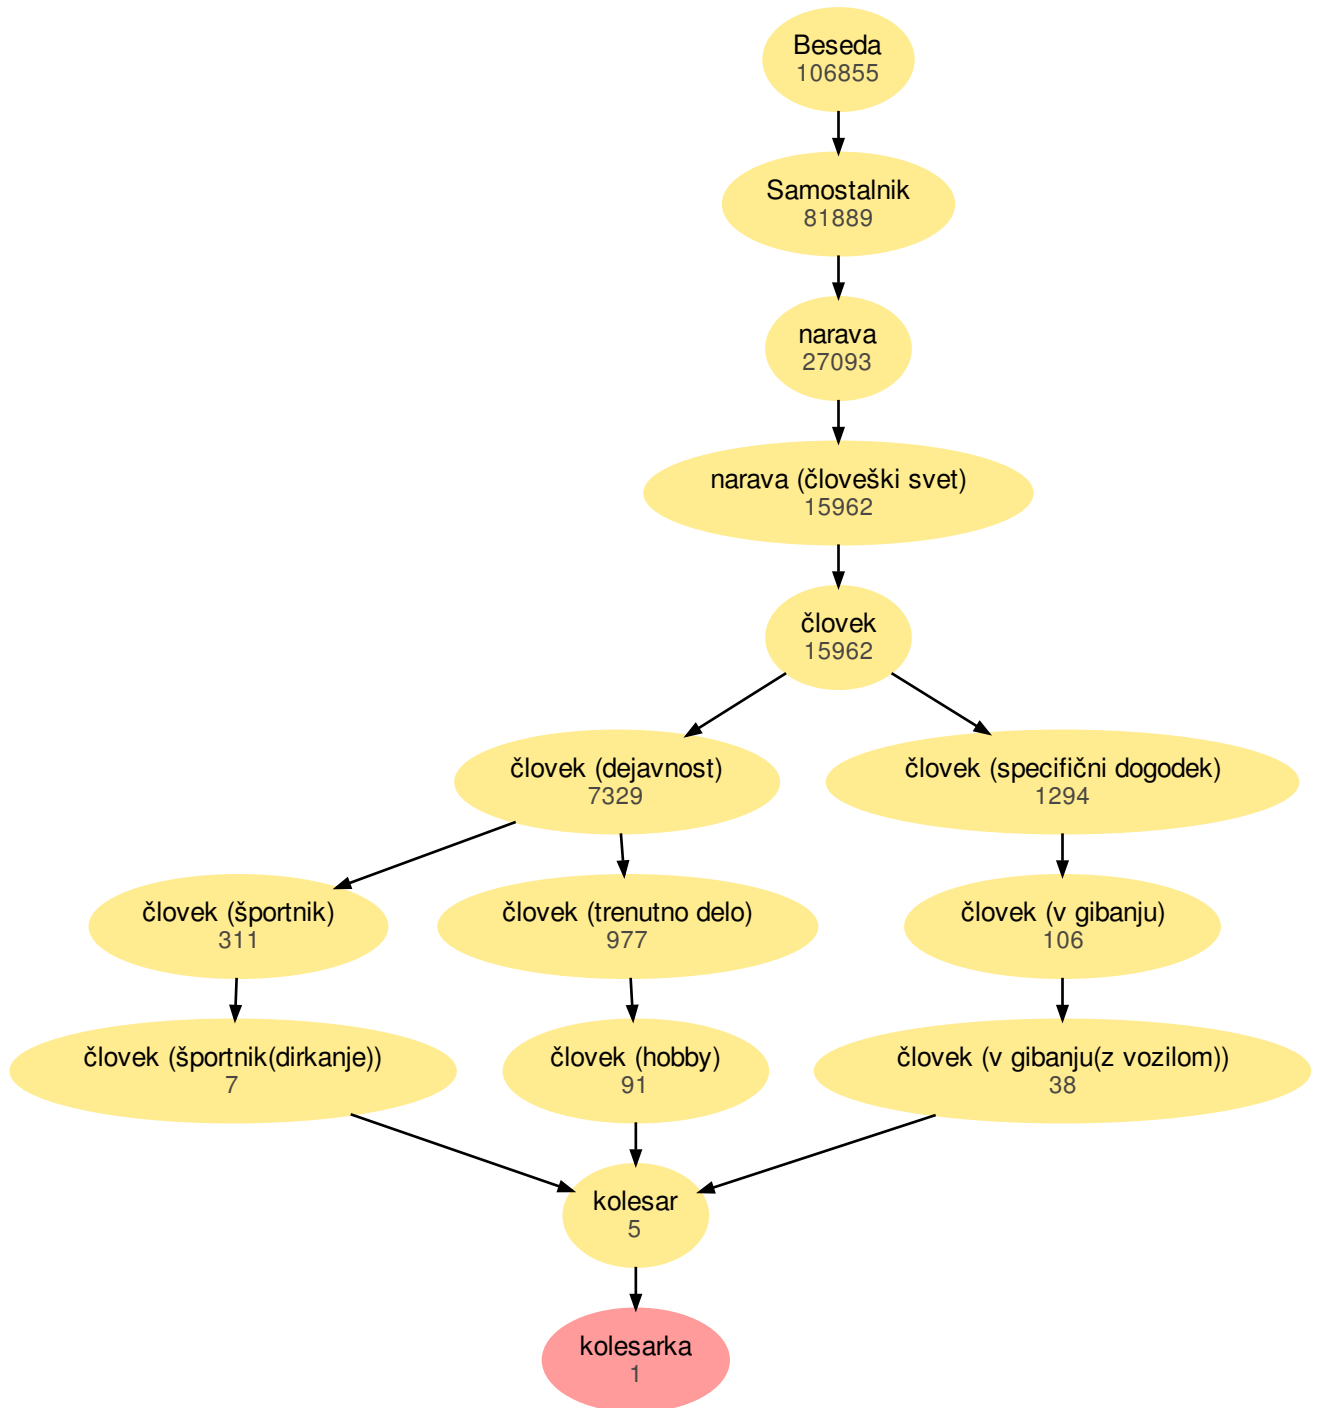 Beseda
106855
Samostalnik
81889
narava
27093
narava (človeški svet)
15962
človek
15962
človek (dejavnost)
7329
človek (specifični dogodek)
1294
človek (športnik)
311
človek (trenutno delo)
977
človek (v gibanju)
106
človek (športnik(dirkanje))
7
človek (hobby)
91
človek (v gibanju(z vozilom))
38
kolesar
5
kolesarka
1